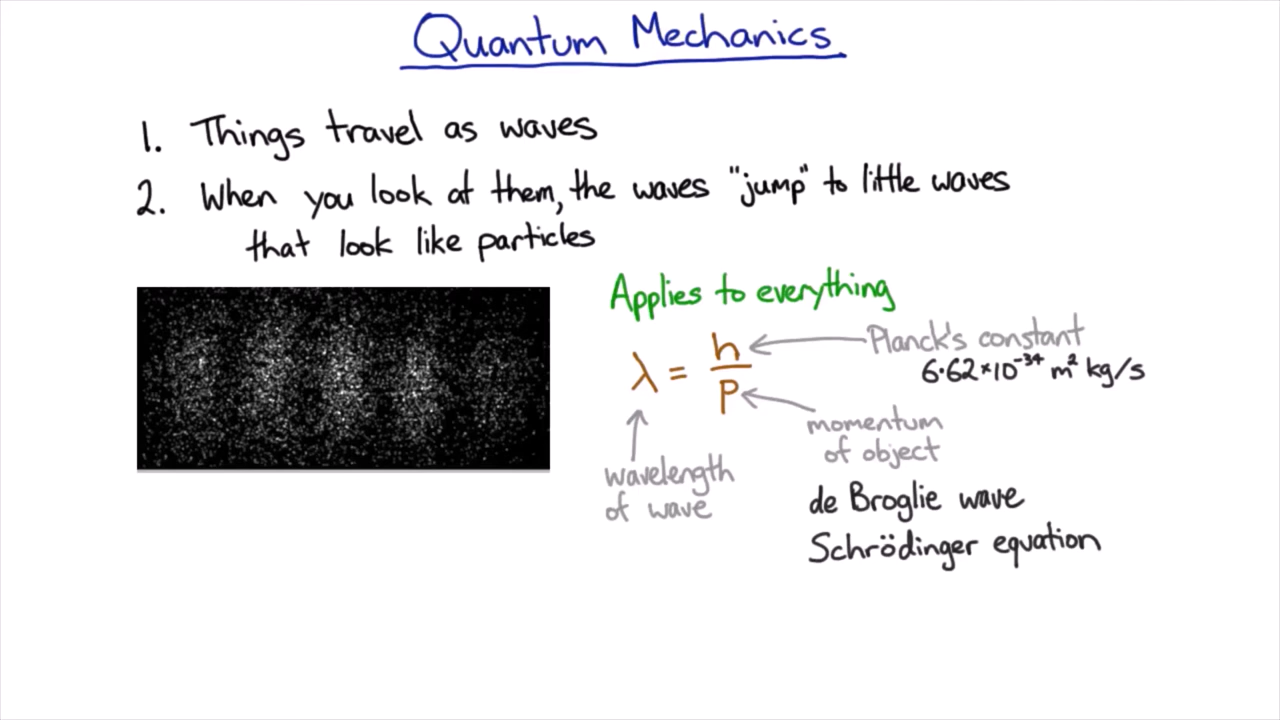 Quantum Mechanics
1. Things travel as waves
2. When you look at them, the waves "jump" to little waves
that look like particles
Applies to everything
λ = h/p
Planck's constant
6·62×10⁻³⁴ m² kg/s
momentum
of object
wavelength
of wave
de Broglie wave
Schrödinger equation